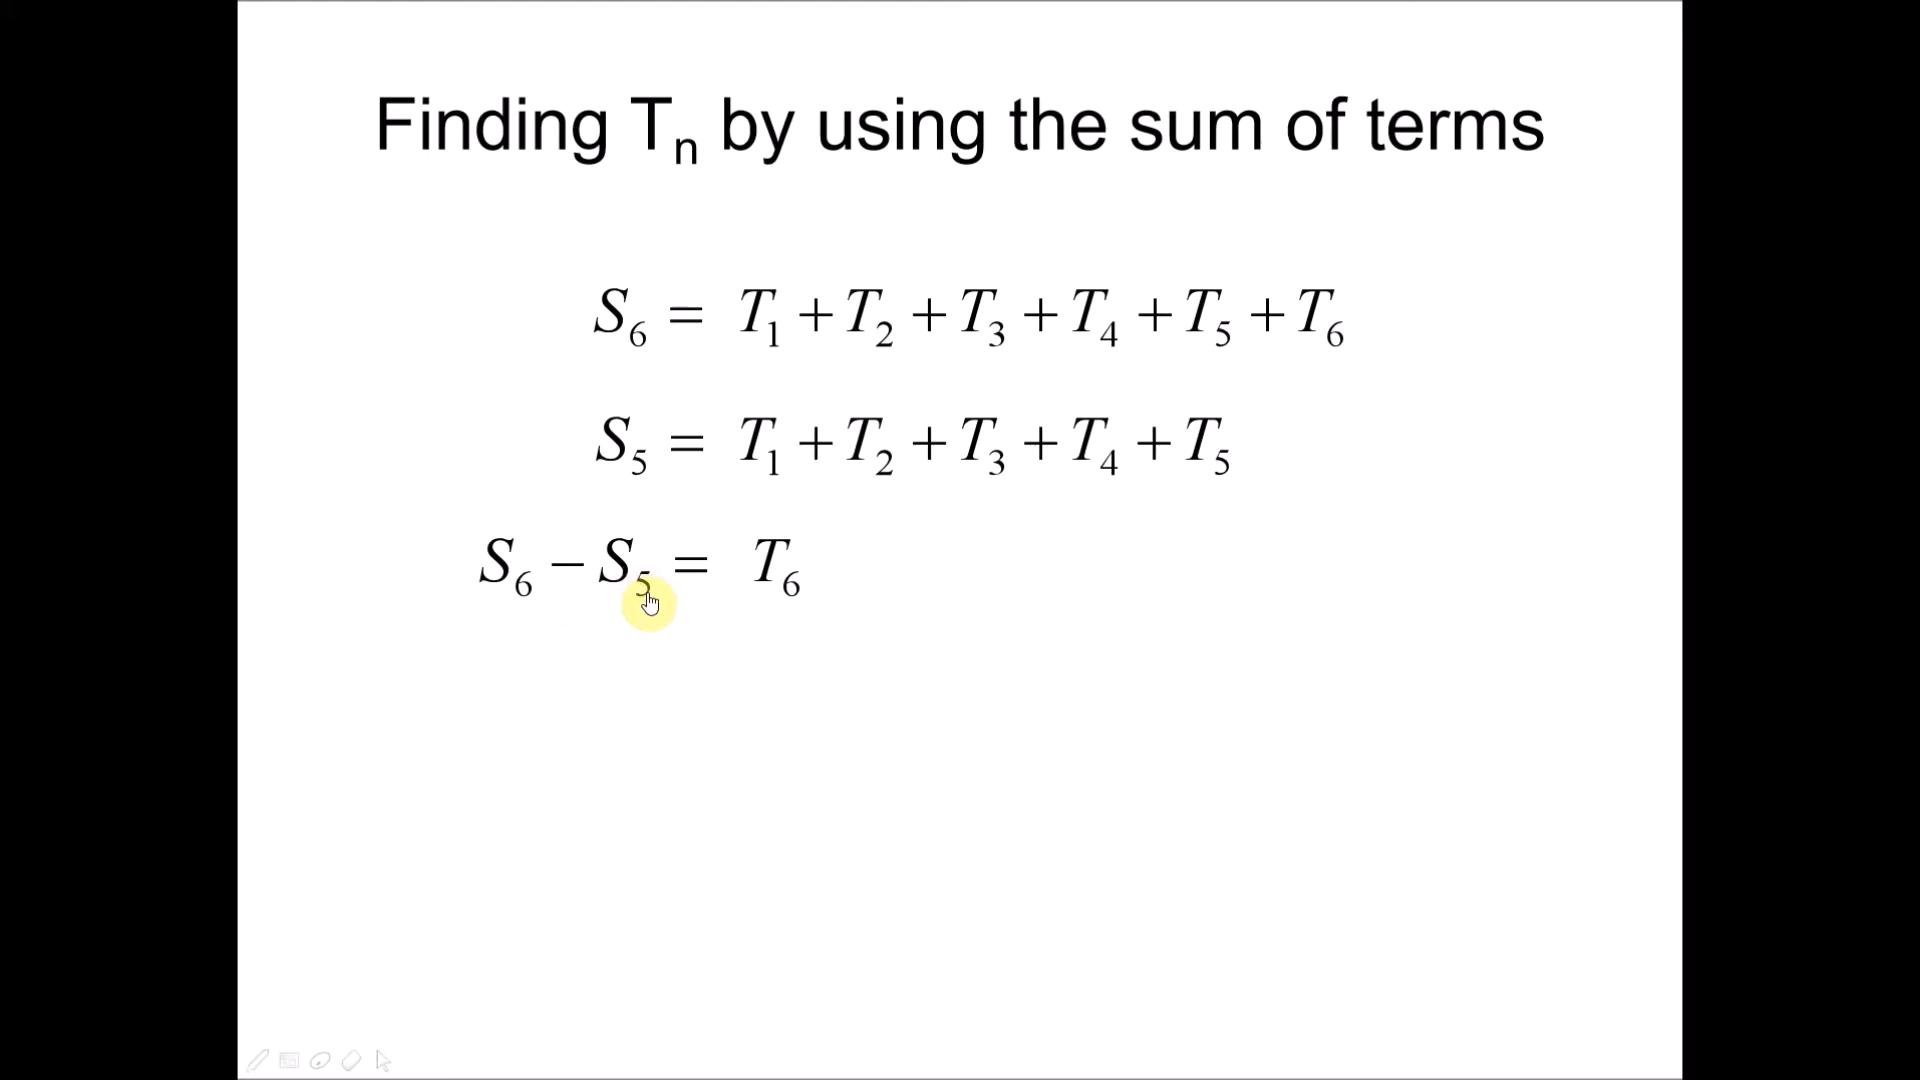 Finding Tₙ by using the sum of terms
S₆ = T₁ + T₂ + T₃ + T₄ + T₅ + T₆
S₅ = T₁ + T₂ + T₃ + T₄ + T₅
S₆ − S₅ = T₆